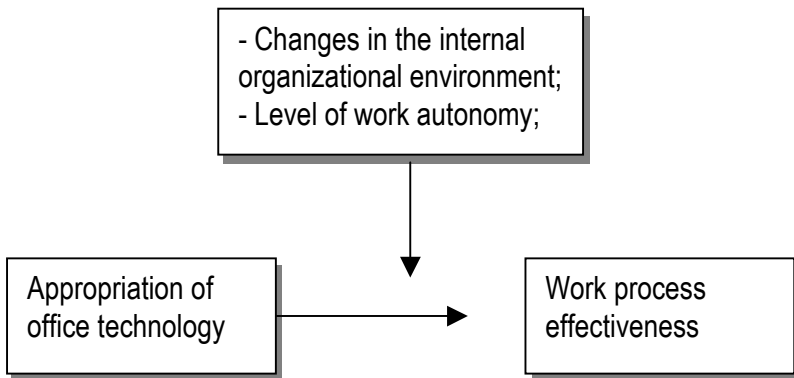 - Changes in the internal
organizational environment;
- Level of work autonomy;
Appropriation of
office technology
Work process
effectiveness